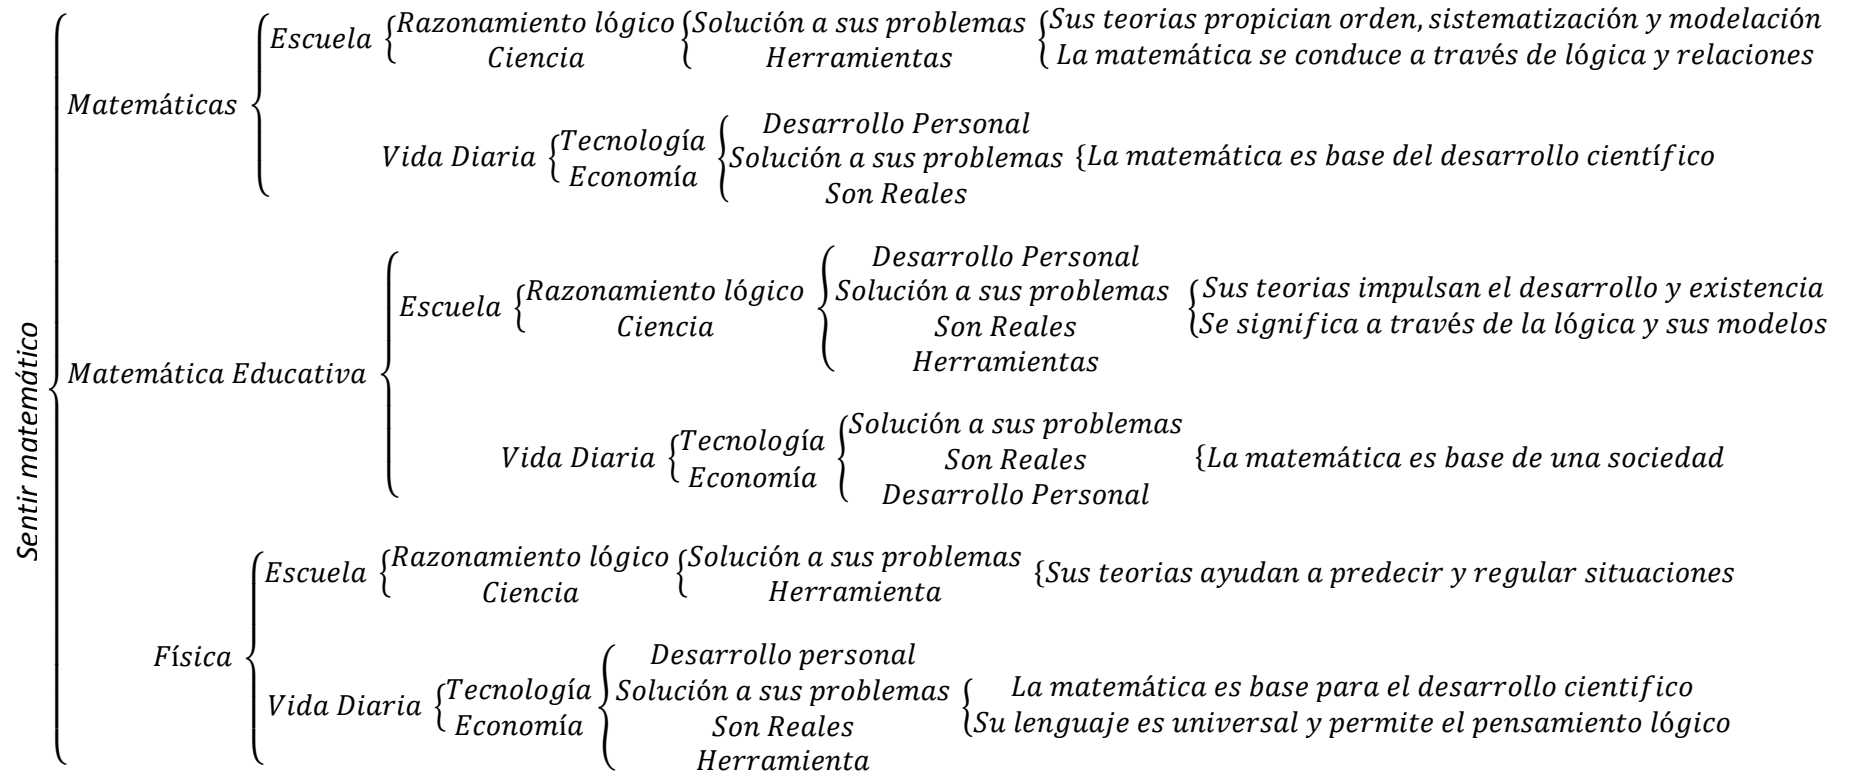 Sentir matemático
Matemáticas
Escuela
Razonamiento lógico
Ciencia
Solución a sus problemas
Herramientas
Sus teorias propician orden, sistematización y modelación
La matemática se conduce a través de lógica y relaciones
Vida Diaria
Tecnología
Economía
Desarrollo Personal
Solución a sus problemas
Son Reales
La matemática es base del desarrollo científico
Matemática Educativa
Escuela
Razonamiento lógico
Ciencia
Desarrollo Personal
Solución a sus problemas
Son Reales
Herramientas
Sus teorias impulsan el desarrollo y existencia
Se significa a través de la lógica y sus modelos
Vida Diaria
Tecnología
Economía
Solución a sus problemas
Son Reales
Desarrollo Personal
La matemática es base de una sociedad
Física
Escuela
Razonamiento lógico
Ciencia
Solución a sus problemas
Herramienta
Sus teorias ayudan a predecir y regular situaciones
Vida Diaria
Tecnología
Economía
Desarrollo personal
Solución a sus problemas
Son Reales
Herramienta
La matemática es base para el desarrollo cientifico
Su lenguaje es universal y permite el pensamiento lógico